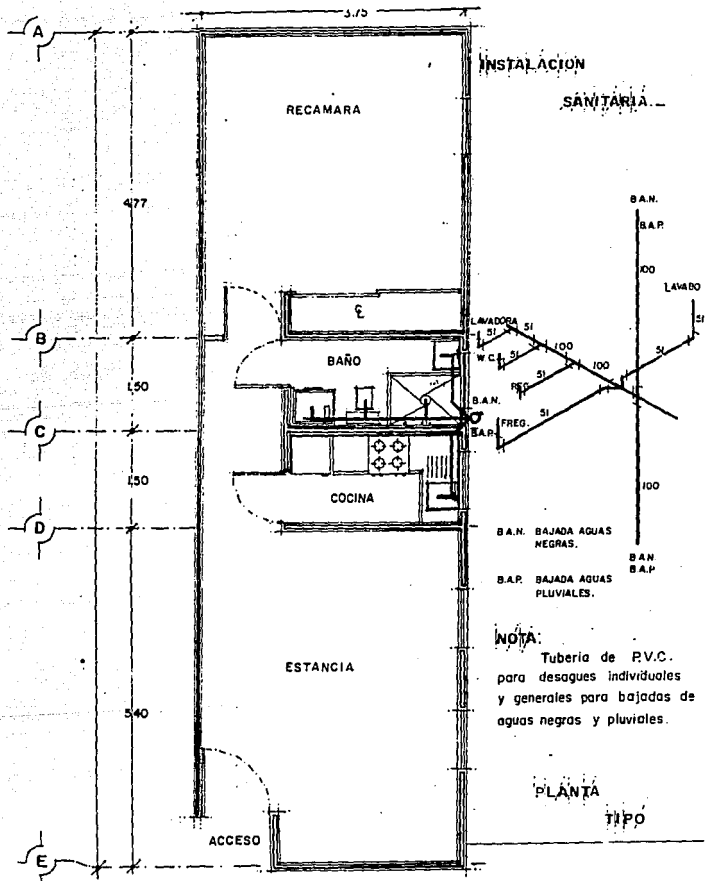 3.75
A
INSTALACION
SANITARIA
RECAMARA
4.77
B.A.N.
B.A.P.
100
LAVABO
51
LAVADORA
51
51
100
B
BAÑO
W.C.
51
100
51
REG.
51
1.50
B.A.N.
B.A.P.
FREG.
51
C
1.50
COCINA
100
D
B.A.N. BAJADA AGUAS
NEGRAS.
B.A.N.
B.A.P.
B.A.P. BAJADA AGUAS
PLUVIALES.
NOTA:
Tuberia de P.V.C.
para desagues individuales
y generales para bajadas de
aguas negras y pluviales.
ESTANCIA
5.40
PLANTA
TIPO
ACCESO
E